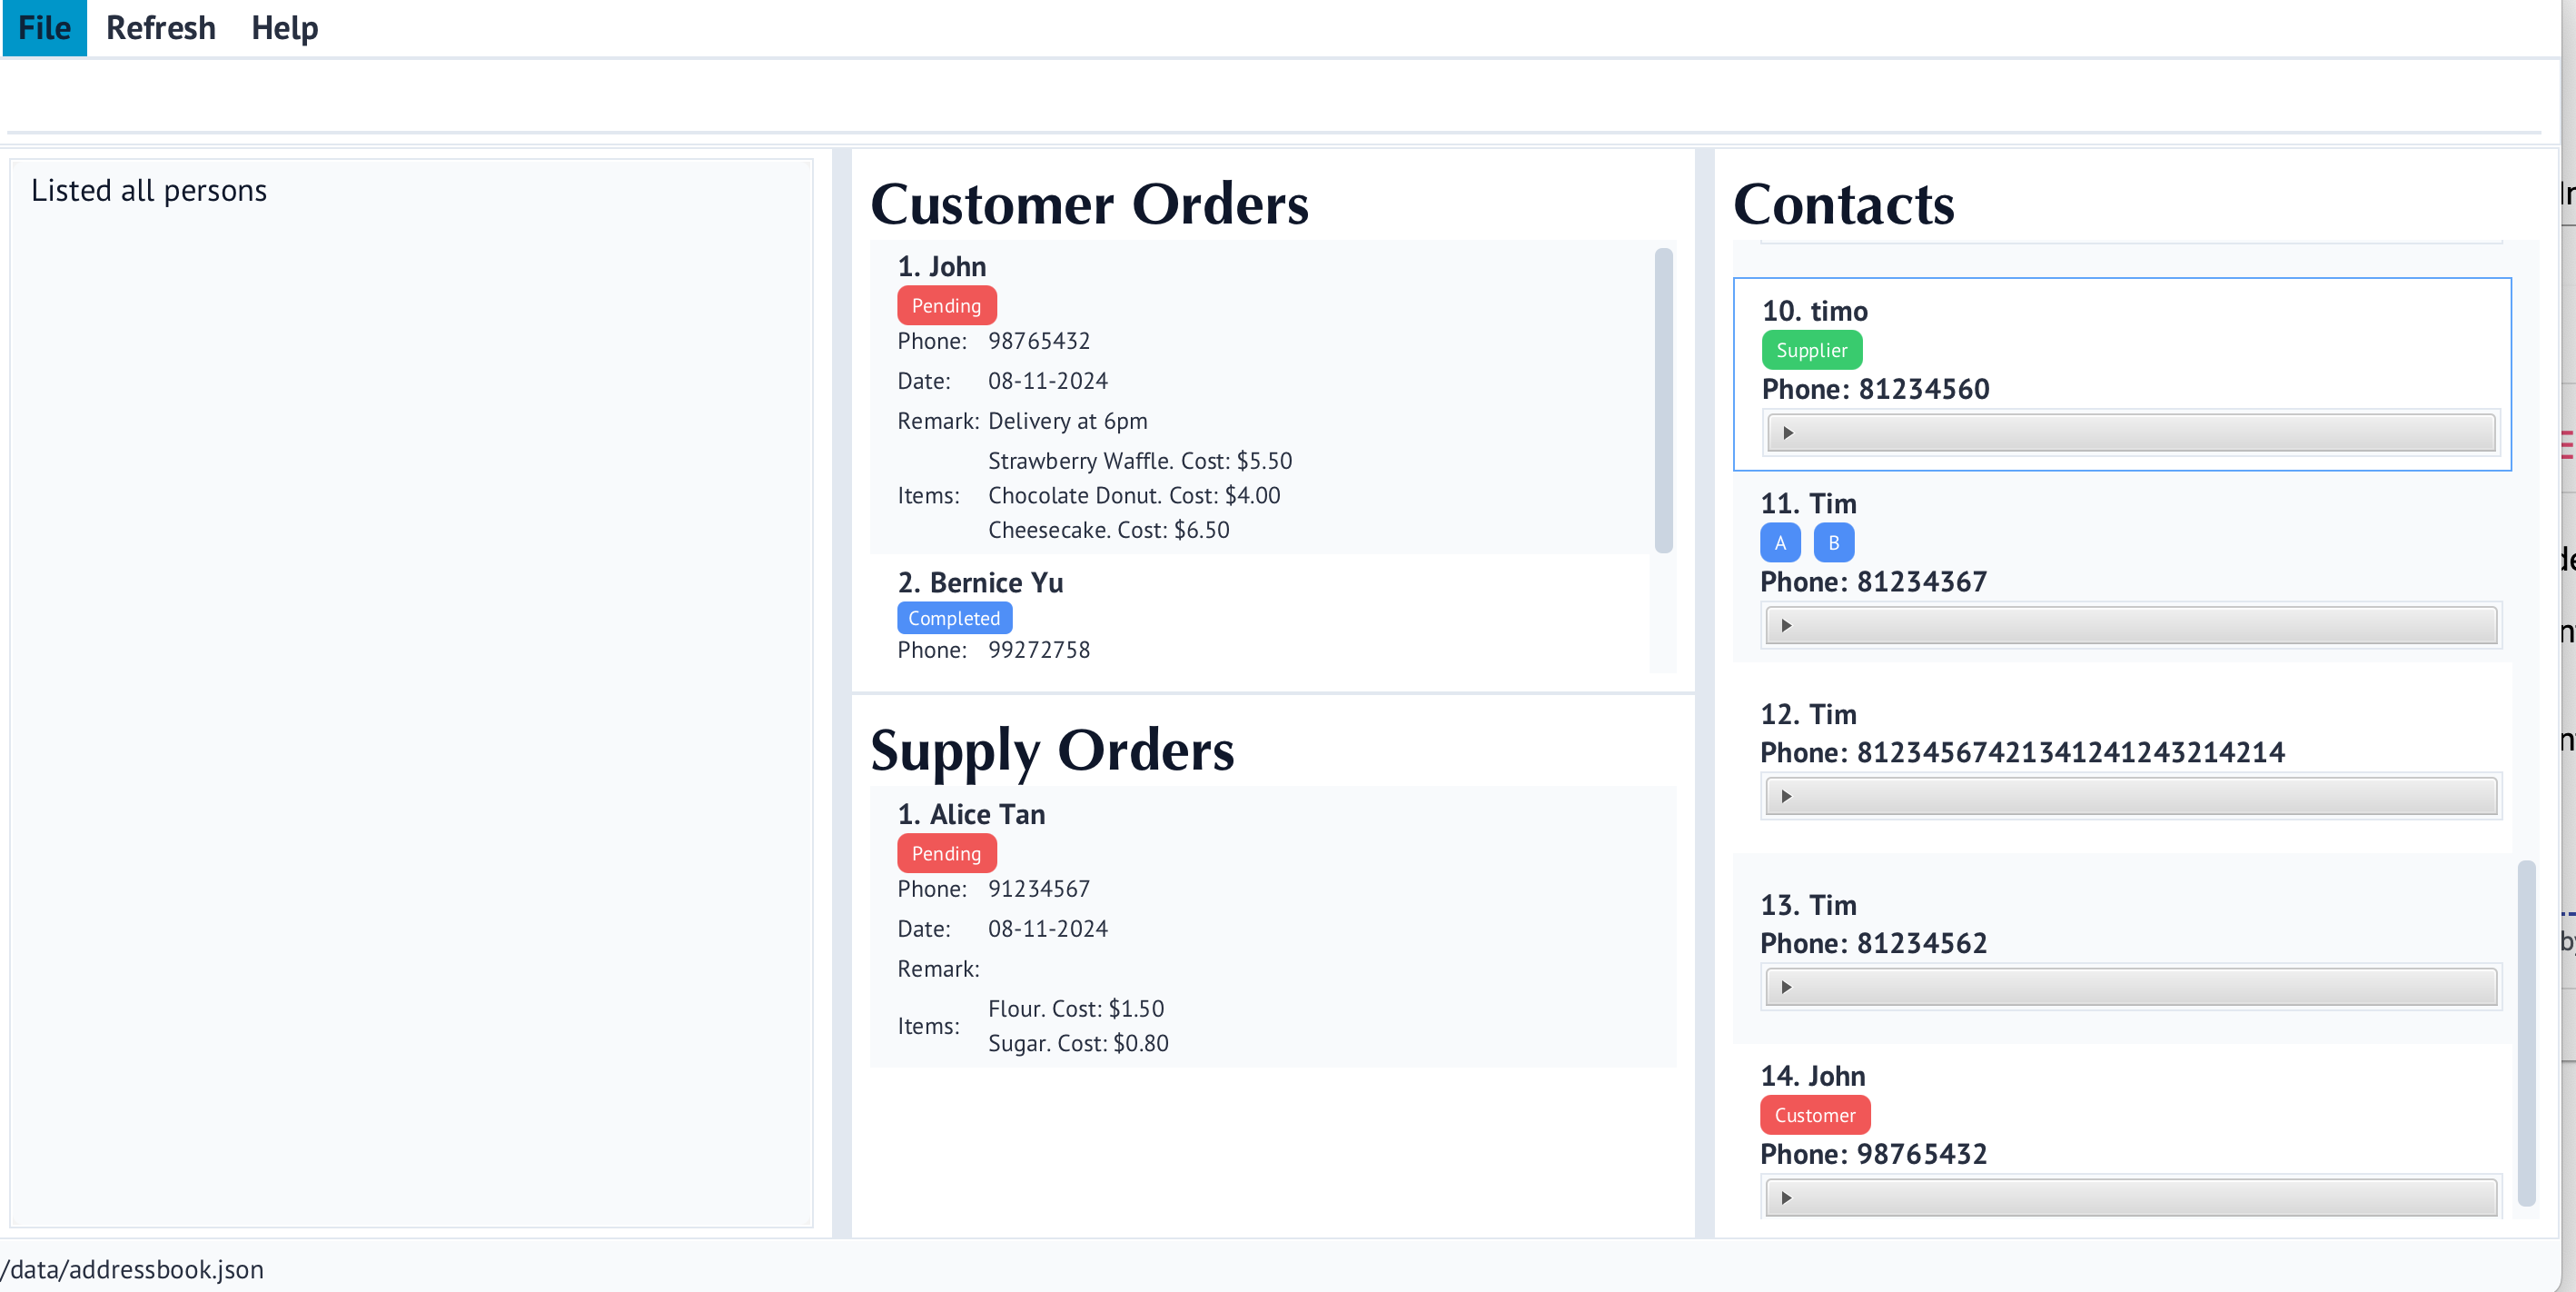 File Refresh Help
Listed all persons
Customer Orders
1. John
Pending
Phone: 98765432
Date: 08-11-2024
Remark: Delivery at 6pm
Items: Strawberry Waffle. Cost: $5.50
Chocolate Donut. Cost: $4.00
Cheesecake. Cost: $6.50
2. Bernice Yu
Completed
Phone: 99272758
Supply Orders
1. Alice Tan
Pending
Phone: 91234567
Date: 08-11-2024
Remark:
Items: Flour. Cost: $1.50
Sugar. Cost: $0.80
Contacts
10. timo
Supplier
Phone: 81234560
11. Tim
A B
Phone: 81234367
12. Tim
Phone: 81234567421341241243214214
13. Tim
Phone: 81234562
14. John
Customer
Phone: 98765432
/data/addressbook.json